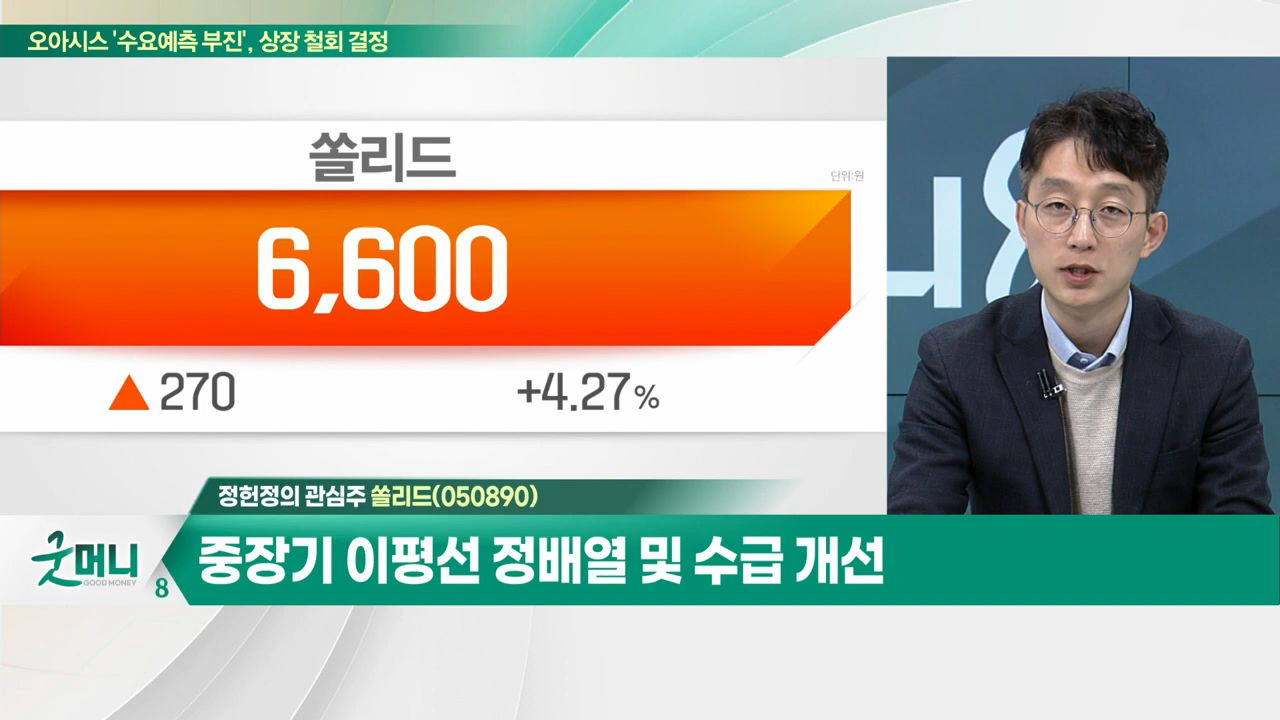 오아시스 '수요예측 부진', 상장 철회 결정
쏠리드
단위:원
6,600
▲ 270
+4.27%
정헌정의 관심주 쏠리드(050890)
굿머니
GOOD MONEY
8
중장기 이평선 정배열 및 수급 개선